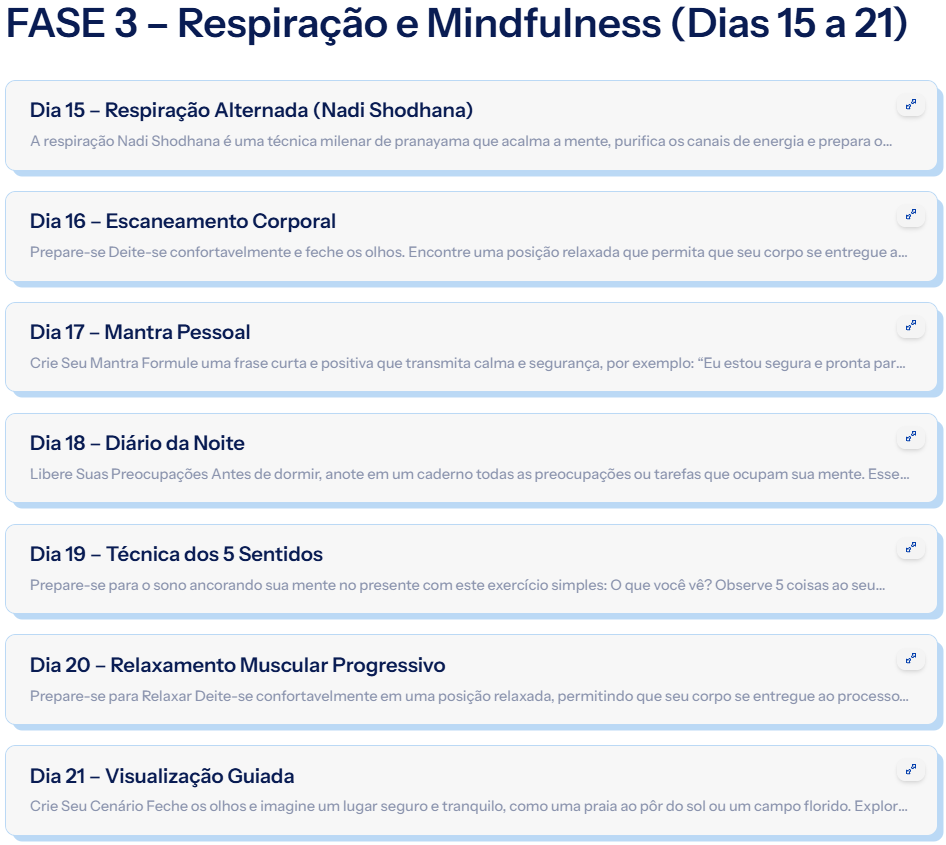 FASE 3 – Respiração e Mindfulness (Dias 15 a 21)
Dia 15 – Respiração Alternada (Nadi Shodhana)
A respiração Nadi Shodhana é uma técnica milenar de pranayama que acalma a mente, purifica os canais de energia e prepara o...
Dia 16 – Escaneamento Corporal
Prepare-se Deite-se confortavelmente e feche os olhos. Encontre uma posição relaxada que permita que seu corpo se entregue a...
Dia 17 – Mantra Pessoal
Crie Seu Mantra Formule uma frase curta e positiva que transmita calma e segurança, por exemplo: “Eu estou segura e pronta par...
Dia 18 – Diário da Noite
Libere Suas Preocupações Antes de dormir, anote em um caderno todas as preocupações ou tarefas que ocupam sua mente. Esse...
Dia 19 – Técnica dos 5 Sentidos
Prepare-se para o sono ancorando sua mente no presente com este exercício simples: O que você vê? Observe 5 coisas ao seu...
Dia 20 – Relaxamento Muscular Progressivo
Prepare-se para Relaxar Deite-se confortavelmente em uma posição relaxada, permitindo que seu corpo se entregue ao processo...
Dia 21 – Visualização Guiada
Crie Seu Cenário Feche os olhos e imagine um lugar seguro e tranquilo, como uma praia ao pôr do sol ou um campo florido. Explor...